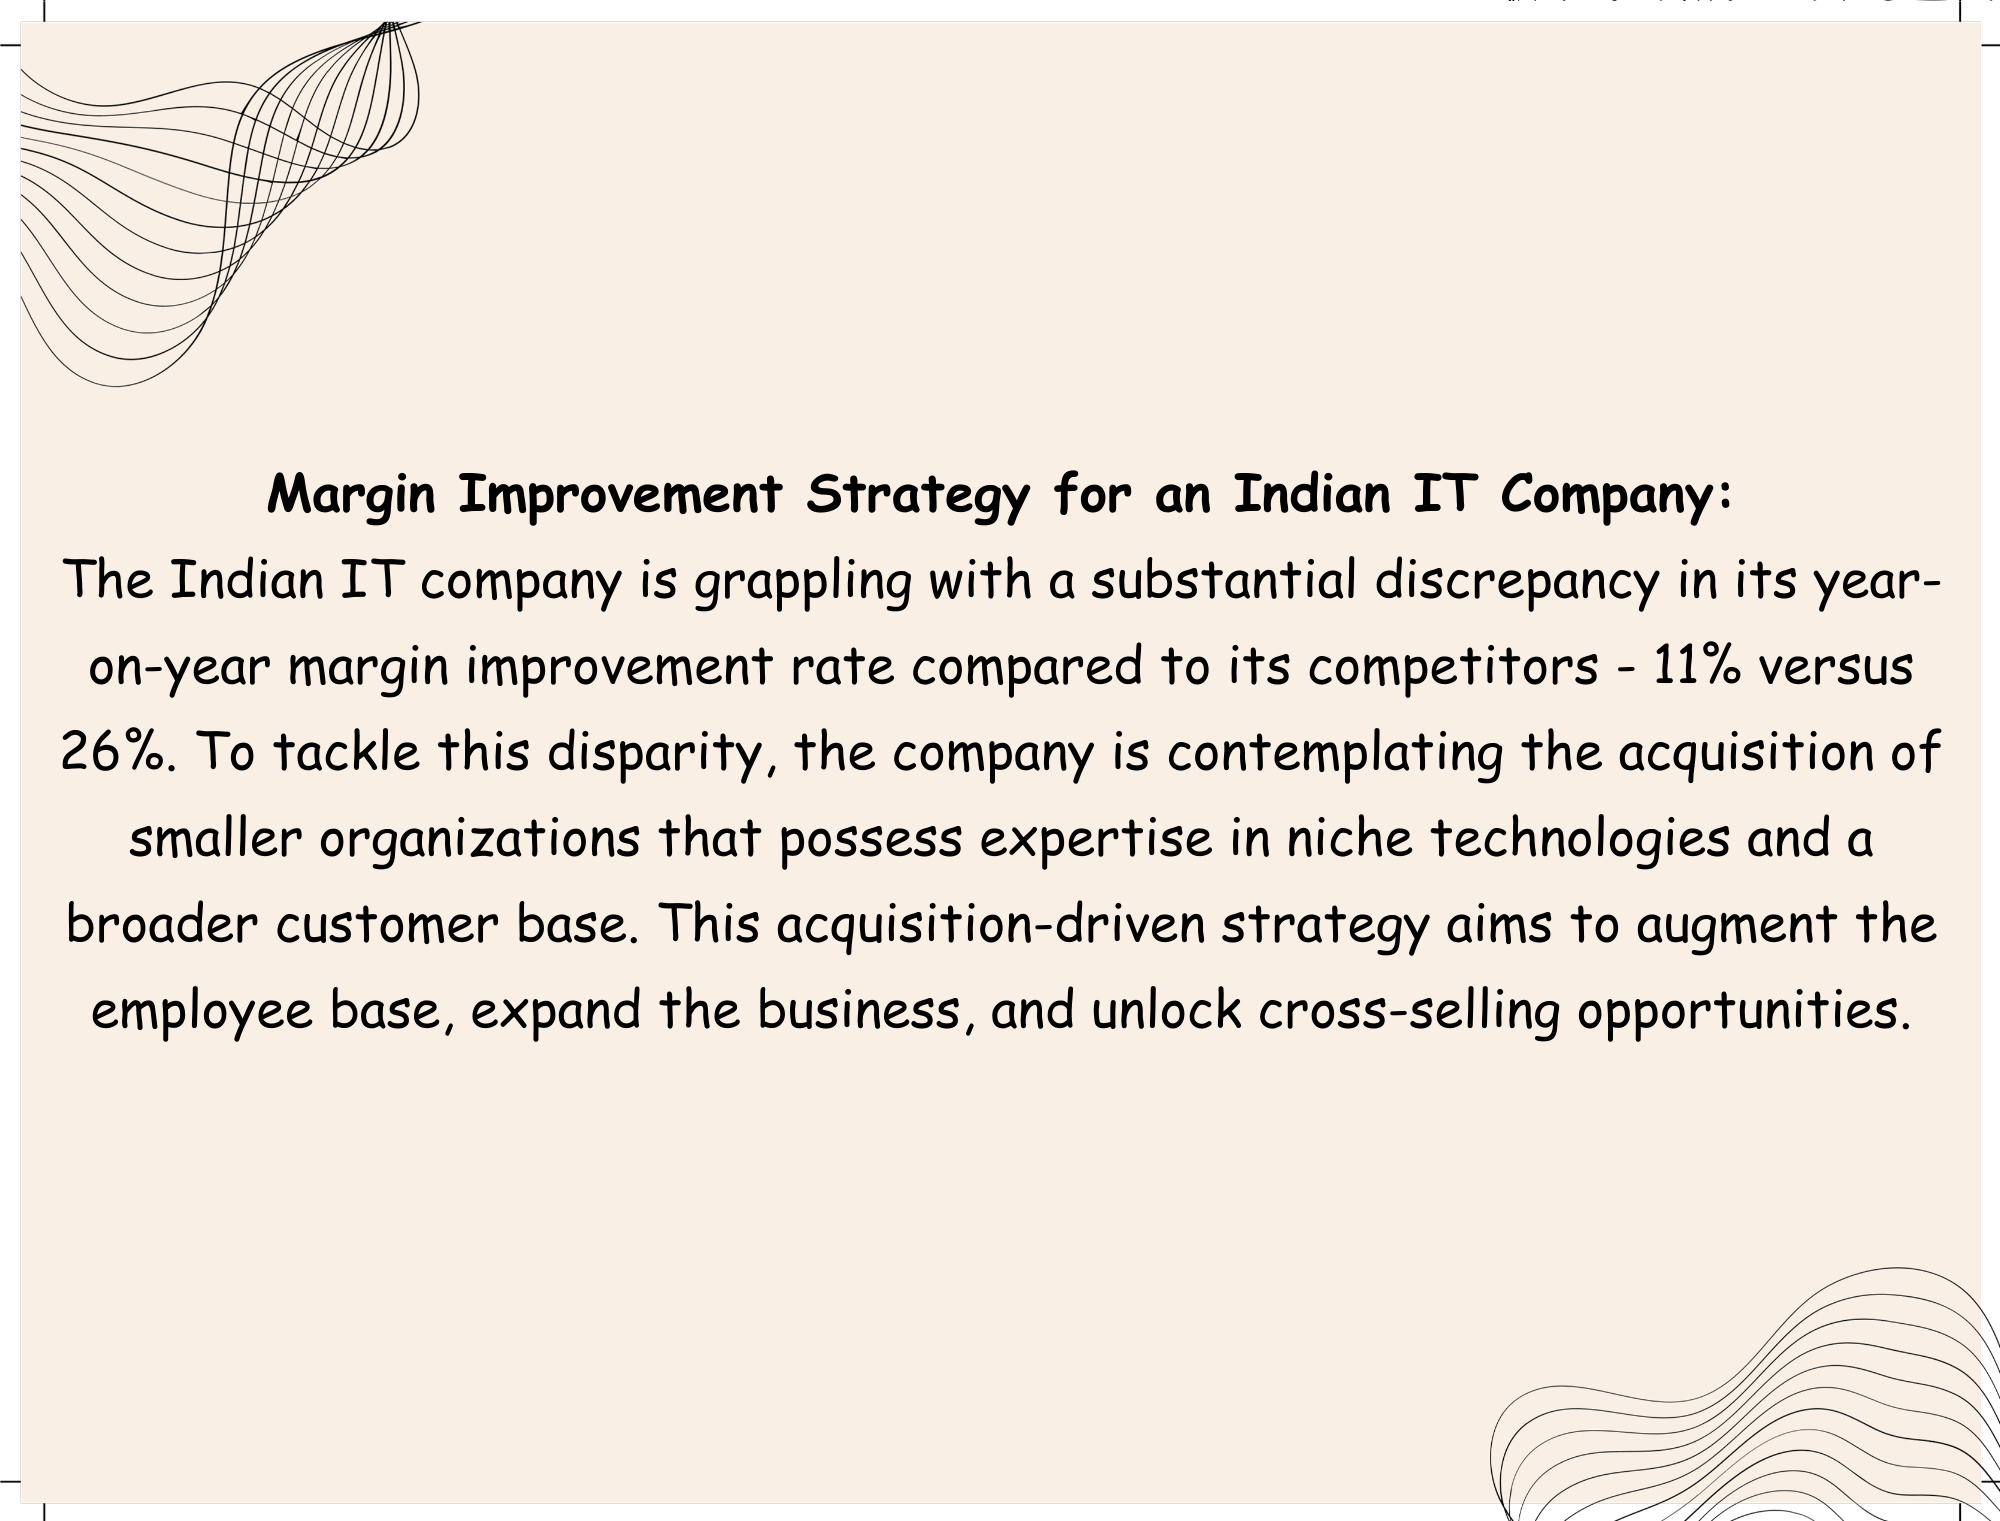 Margin Improvement Strategy for an Indian IT Company:
The Indian IT company is grappling with a substantial discrepancy in its year-
on-year margin improvement rate compared to its competitors - 11% versus
26%. To tackle this disparity, the company is contemplating the acquisition of
smaller organizations that possess expertise in niche technologies and a
broader customer base. This acquisition-driven strategy aims to augment the
employee base, expand the business, and unlock cross-selling opportunities.